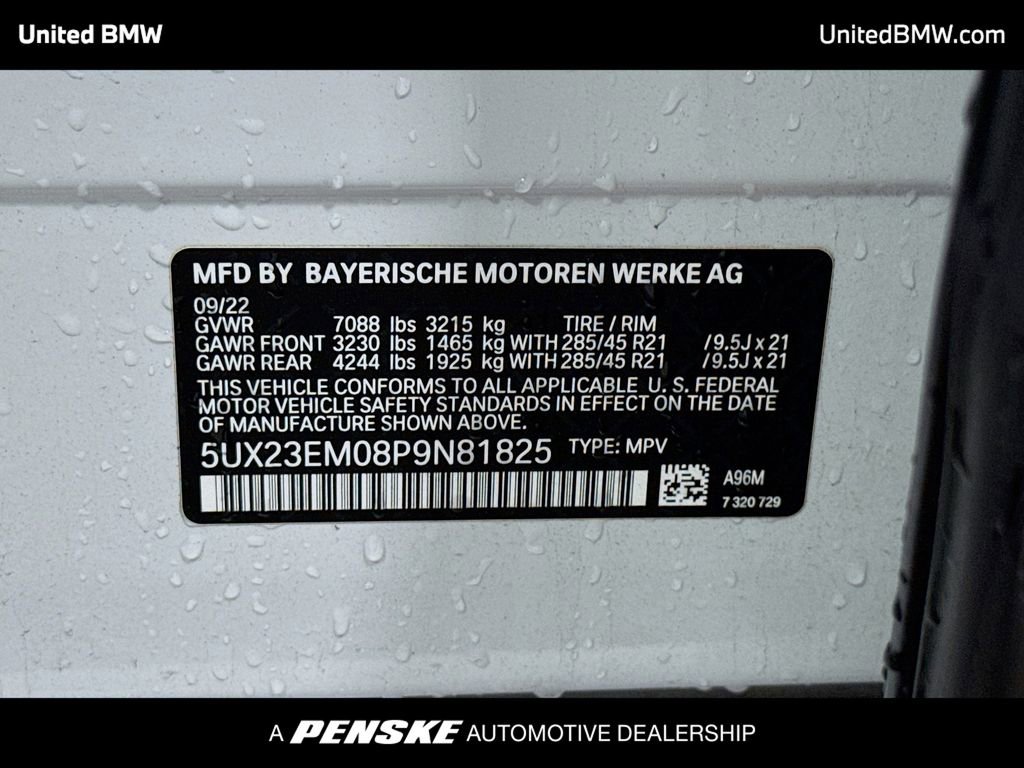 United BMW
UnitedBMW.com
MFD BY BAYERISCHE MOTOREN WERKE AG
09/22
GVWR 7088 lbs 3215 kg TIRE / RIM
GAWR FRONT 3230 lbs 1465 kg WITH 285/45 R21 /9.5J x 21
GAWR REAR 4244 lbs 1925 kg WITH 285/45 R21 /9.5J x 21
THIS VEHICLE CONFORMS TO ALL APPLICABLE U. S. FEDERAL
MOTOR VEHICLE SAFETY STANDARDS IN EFFECT ON THE DATE
OF MANUFACTURE SHOWN ABOVE.
5UX23EM08P9N81825 TYPE: MPV
A96M
7 320 729
A PENSKE AUTOMOTIVE DEALERSHIP